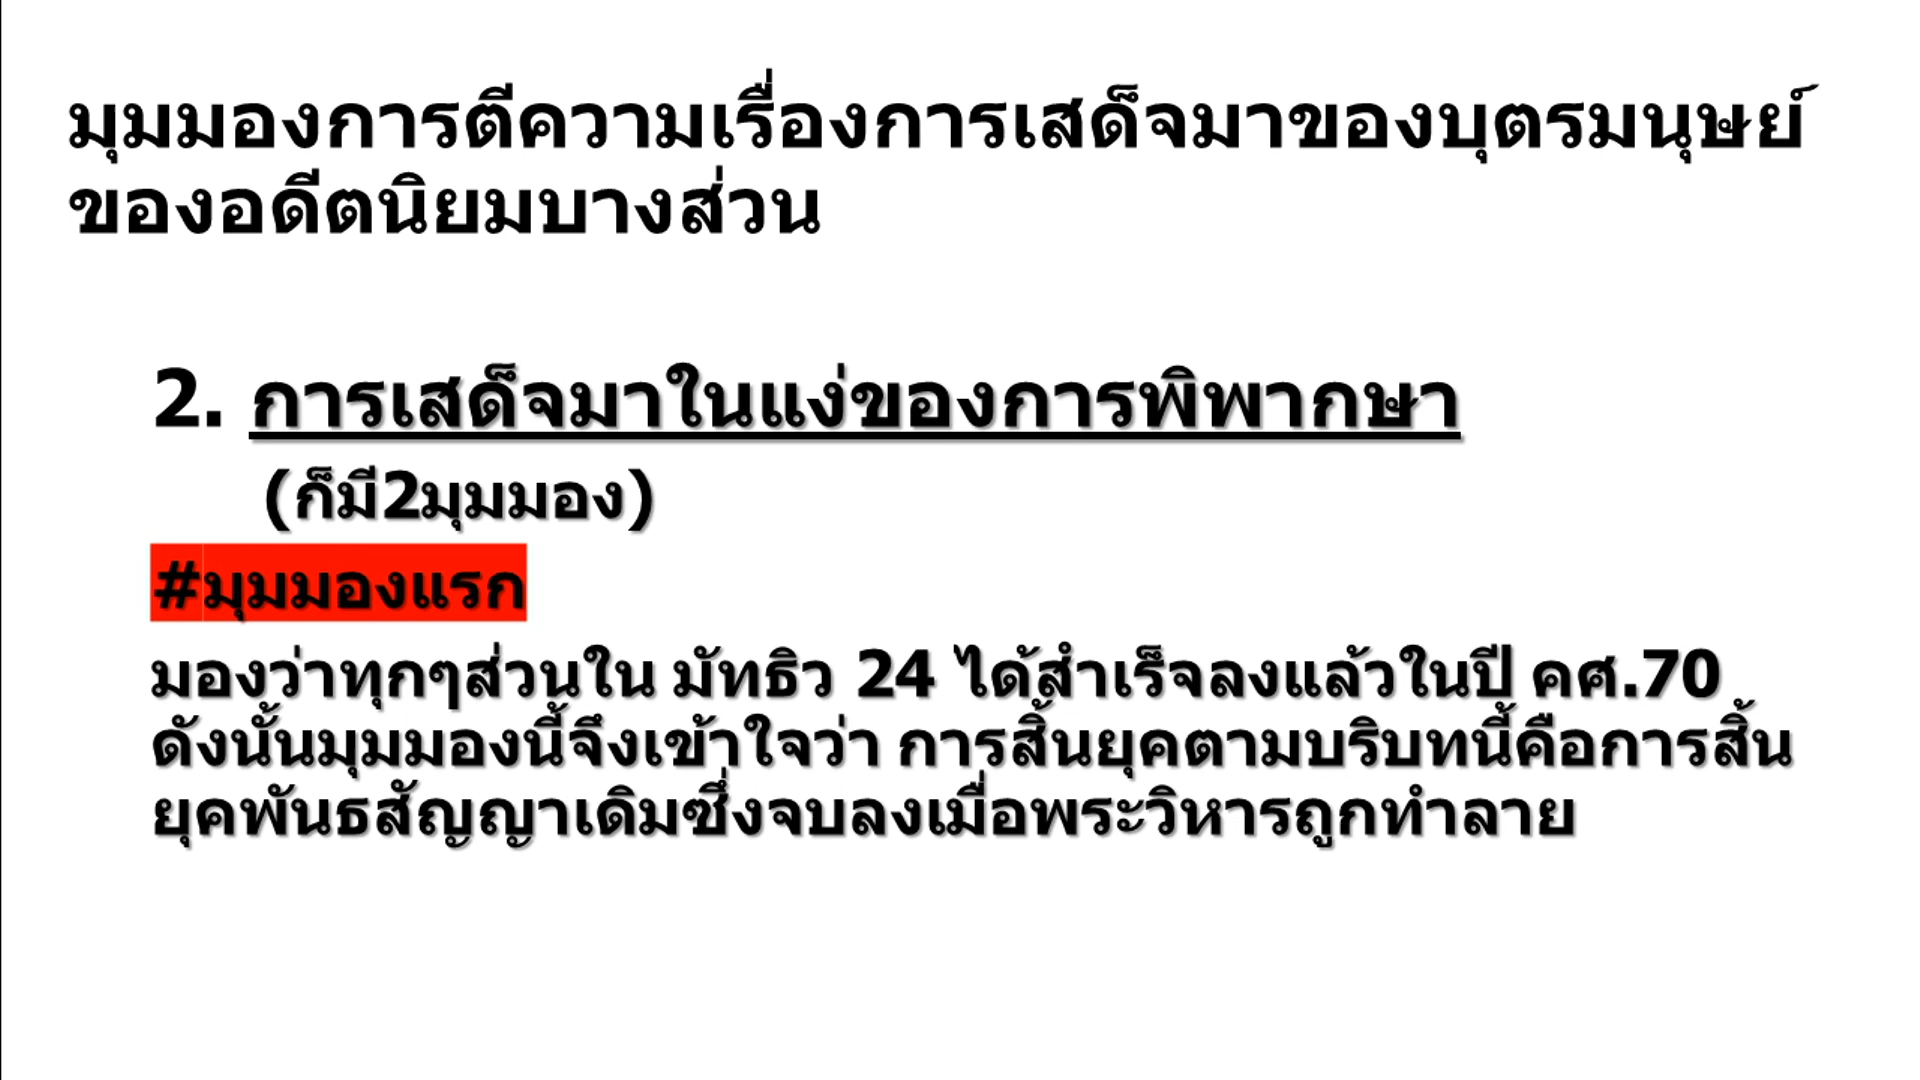 มุมมองการตีความเรื่องการเสด็จมาของบุตรมนุษย์
ของอดีตนิยมบางส่วน
2. การเสด็จมาในแง่ของการพิพากษา
(ก็มี2มุมมอง)
#มุมมองแรก
มองว่าทุกๆส่วนใน มัทธิว 24 ได้สำเร็จลงแล้วในปี คศ.70
ดังนั้นมุมมองนี้จึงเข้าใจว่า การสิ้นยุคตามบริบทนี้คือการสิ้น
ยุคพันธสัญญาเดิมซึ่งจบลงเมื่อพระวิหารถูกทำลาย